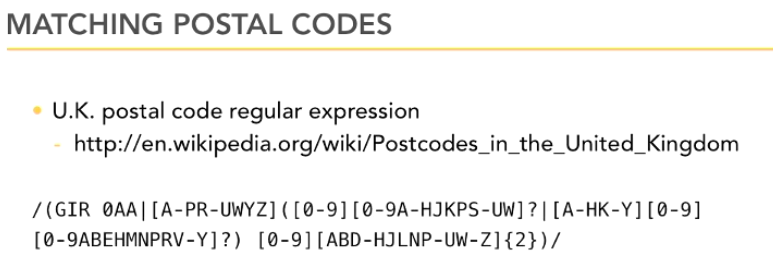 MATCHING POSTAL CODES
• U.K. postal code regular expression
- http://en.wikipedia.org/wiki/Postcodes_in_the_United_Kingdom
/(GIR 0AA|[A-PR-UWYZ]([0-9][0-9A-HJKPS-UW]?|[A-HK-Y][0-9]
[0-9ABEHMNPRV-Y]?) [0-9][ABD-HJLNP-UW-Z]{2})/